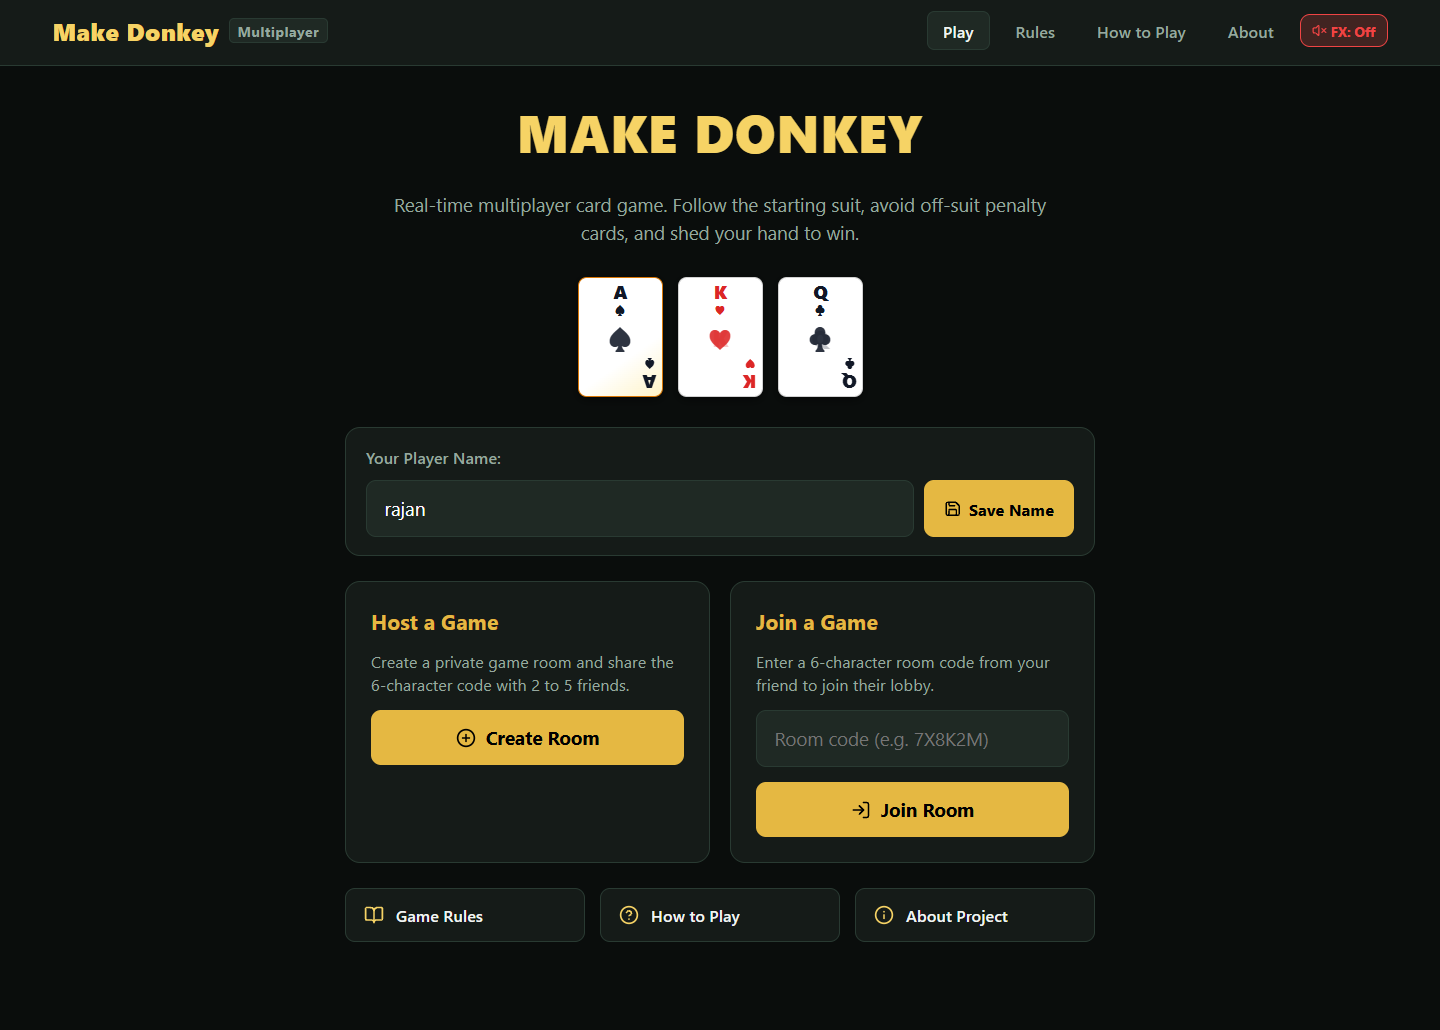 Make Donkey Multiplayer Play Rules How to Play About FX: Off
MAKE DONKEY
Real-time multiplayer card game. Follow the starting suit, avoid off-suit penalty
cards, and shed your hand to win.
A K Q
A K Q
Your Player Name:
rajan Save Name
Host a Game
Create a private game room and share the
6-character code with 2 to 5 friends.
Create Room
Join a Game
Enter a 6-character room code from your
friend to join their lobby.
Room code (e.g. 7X8K2M)
Join Room
Game Rules How to Play About Project